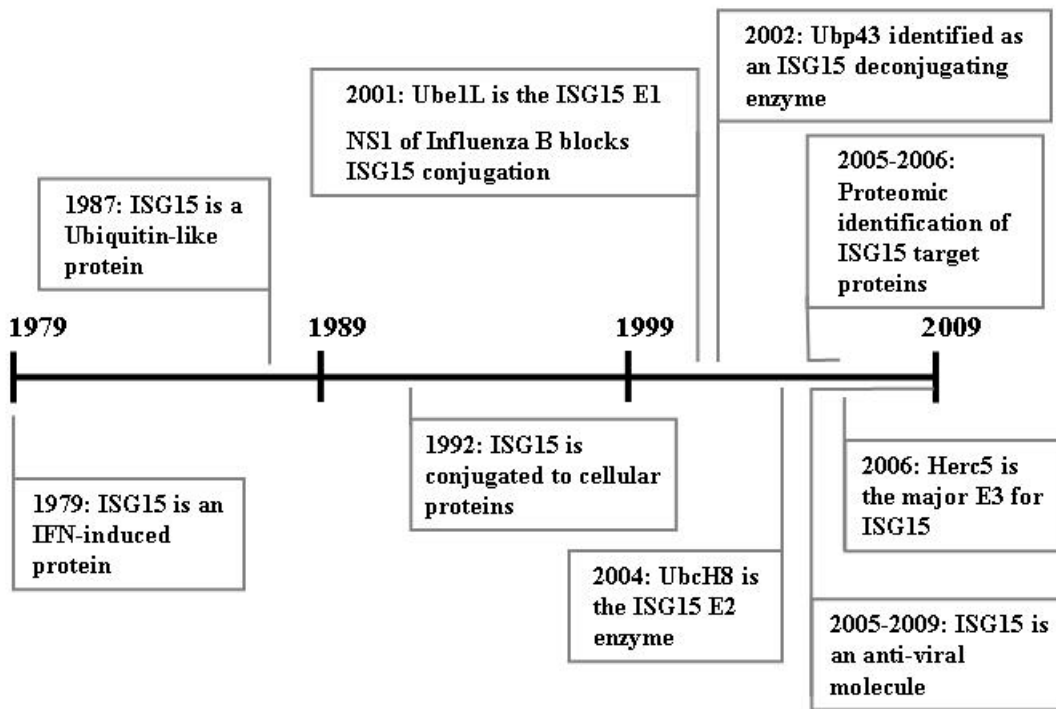 2002: Ubp43 identified as
an ISG15 deconjugating
enzyme
2001: Ube1L is the ISG15 E1
NS1 of Influenza B blocks
ISG15 conjugation
2005-2006:
Proteomic
identification of
ISG15 target
proteins
1987: ISG15 is a
Ubiquitin-like
protein
1979
1989
1999
2009
1979: ISG15 is an
IFN-induced
protein
1992: ISG15 is
conjugated to cellular
proteins
2004: UbcH8 is
the ISG15 E2
enzyme
2006: Herc5 is
the major E3 for
ISG15
2005-2009: ISG15 is
an anti-viral
molecule